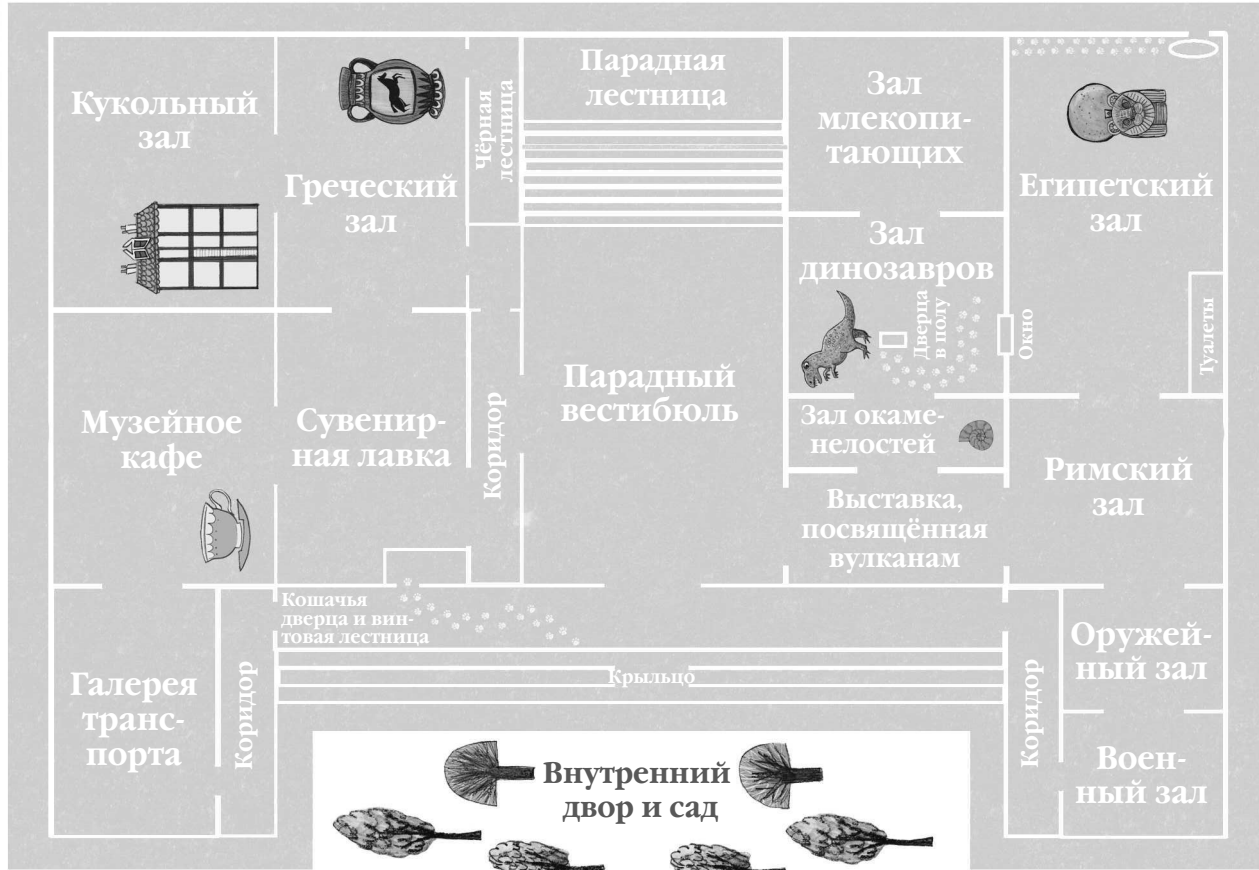 Кукольный
зал
Греческий
зал
Чёрная
лестница
Парадная
лестница
Зал
млекопи-
тающих
Египетский
зал
Зал
динозавров
Дверца
в полу
Окно
Туалеты
Музейное
кафе
Сувенир-
ная лавка
Коридор
Парадный
вестибюль
Зал окаме-
нелостей
Римский
зал
Выставка,
посвящённая
вулканам
Кошачья
дверца и вин-
товая лестница
Галерея
транс-
порта
Коридор
Крыльцо
Коридор
Оружей-
ный зал
Воен-
ный зал
Внутренний
двор и сад